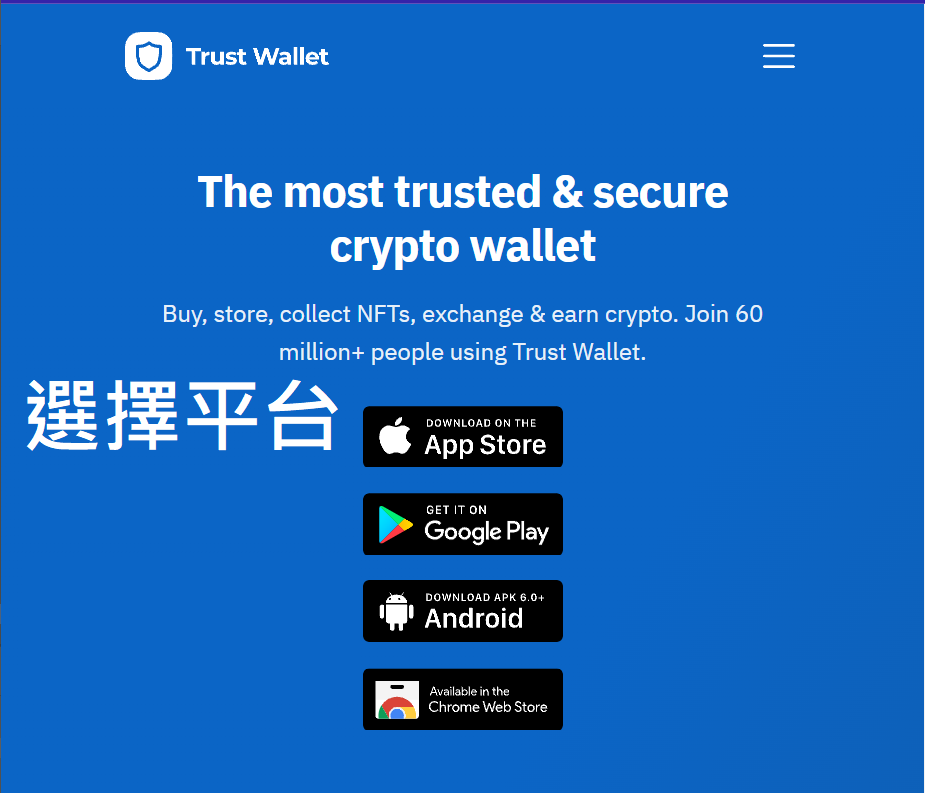 Trust Wallet
The most trusted & secure
crypto wallet
Buy, store, collect NFTs, exchange & earn crypto. Join 60
million+ people using Trust Wallet.
選擇平台
DOWNLOAD ON THE
App Store
GET IT ON
Google Play
DOWNLOAD APK 6.0+
Android
Available in the
Chrome Web Store